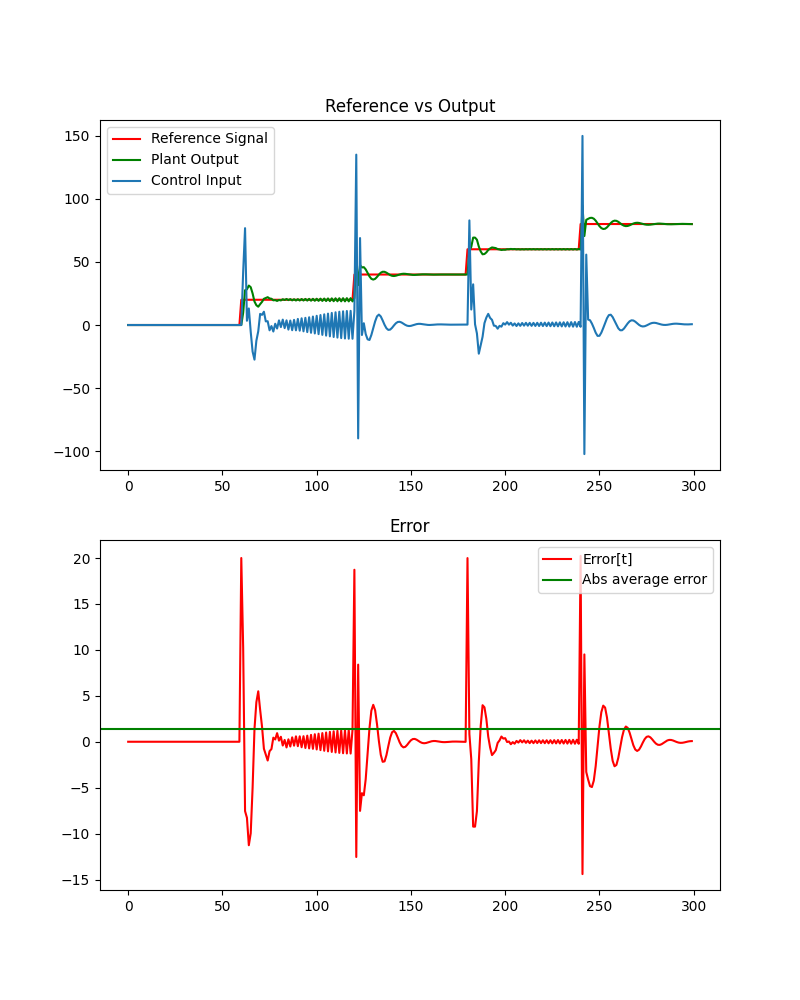 Reference vs Output
150
100
50
0
−50
−100
Reference Signal
Plant Output
Control Input
0 50 100 150 200 250 300
Error
20
15
10
5
0
−5
−10
−15
Error[t]
Abs average error
0 50 100 150 200 250 300